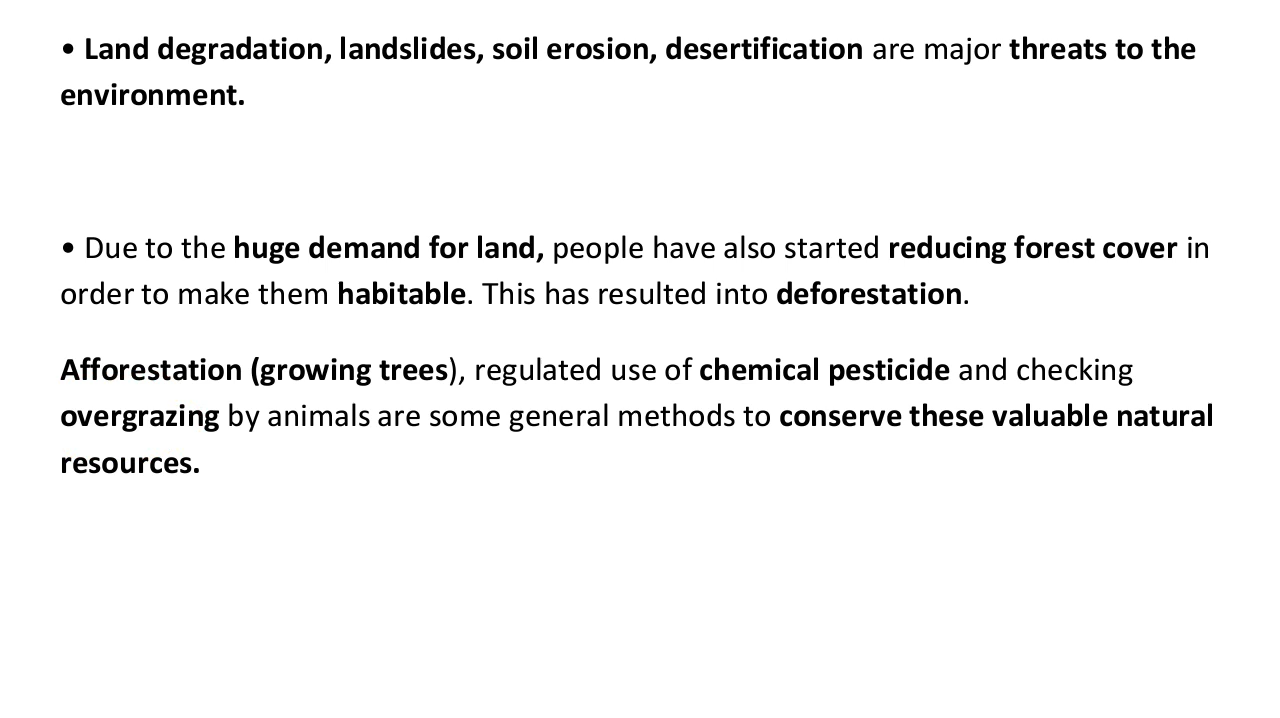 • Land degradation, landslides, soil erosion, desertification are major threats to the
environment.
• Due to the huge demand for land, people have also started reducing forest cover in
order to make them habitable. This has resulted into deforestation.
Afforestation (growing trees), regulated use of chemical pesticide and checking
overgrazing by animals are some general methods to conserve these valuable natural
resources.